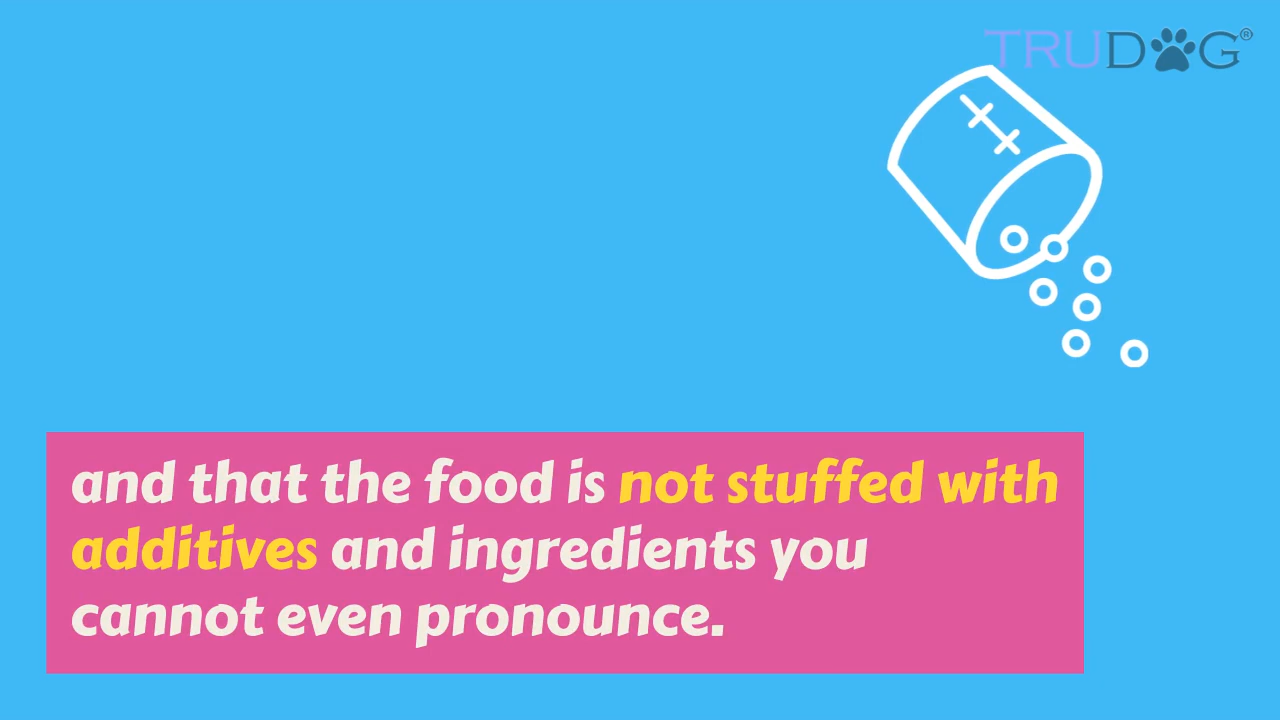 TRUDOG®
and that the food is not stuffed with
additives and ingredients you
cannot even pronounce.